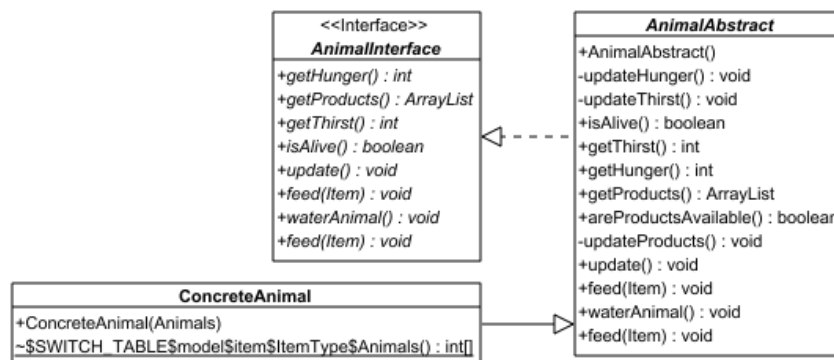 <<Interface>>
AnimalInterface
+getHunger() : int
+getProducts() : ArrayList
+getThirst() : int
+isAlive() : boolean
+update() : void
+feed(Item) : void
+waterAnimal() : void
+feed(Item) : void
AnimalAbstract
+AnimalAbstract()
-updateHunger() : void
-updateThirst() : void
+isAlive() : boolean
+getThirst() : int
+getHunger() : int
+getProducts() : ArrayList
+areProductsAvailable() : boolean
-updateProducts() : void
+update() : void
+feed(Item) : void
+waterAnimal() : void
+feed(Item) : void
ConcreteAnimal
+ConcreteAnimal(Animals)
~$SWITCH_TABLE$model$item$ItemType$Animals() : int[]